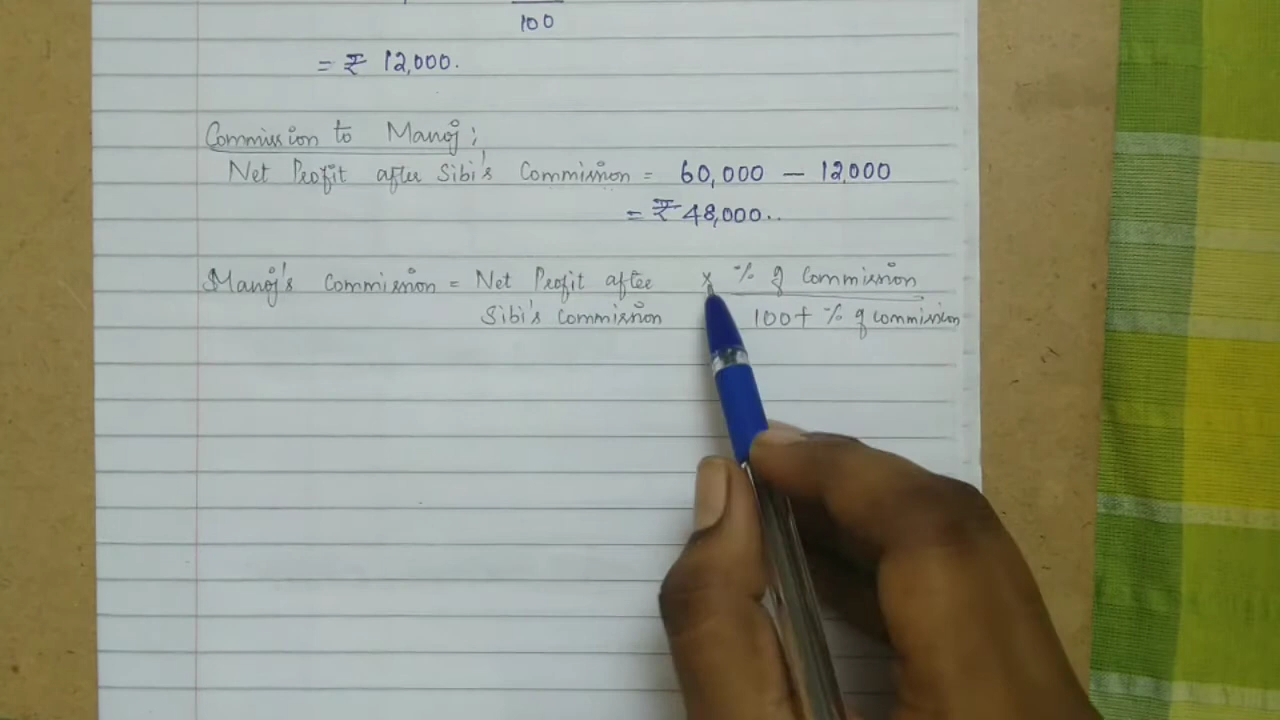 100
= ₹ 12,000.
Commission to Manoj:
Net Profit after Sibi's Commission = 60,000 - 12,000
= ₹ 48,000..
Manoj's Commission = Net Profit after x % of Commission
Sibi's Commission 100+ % of commission